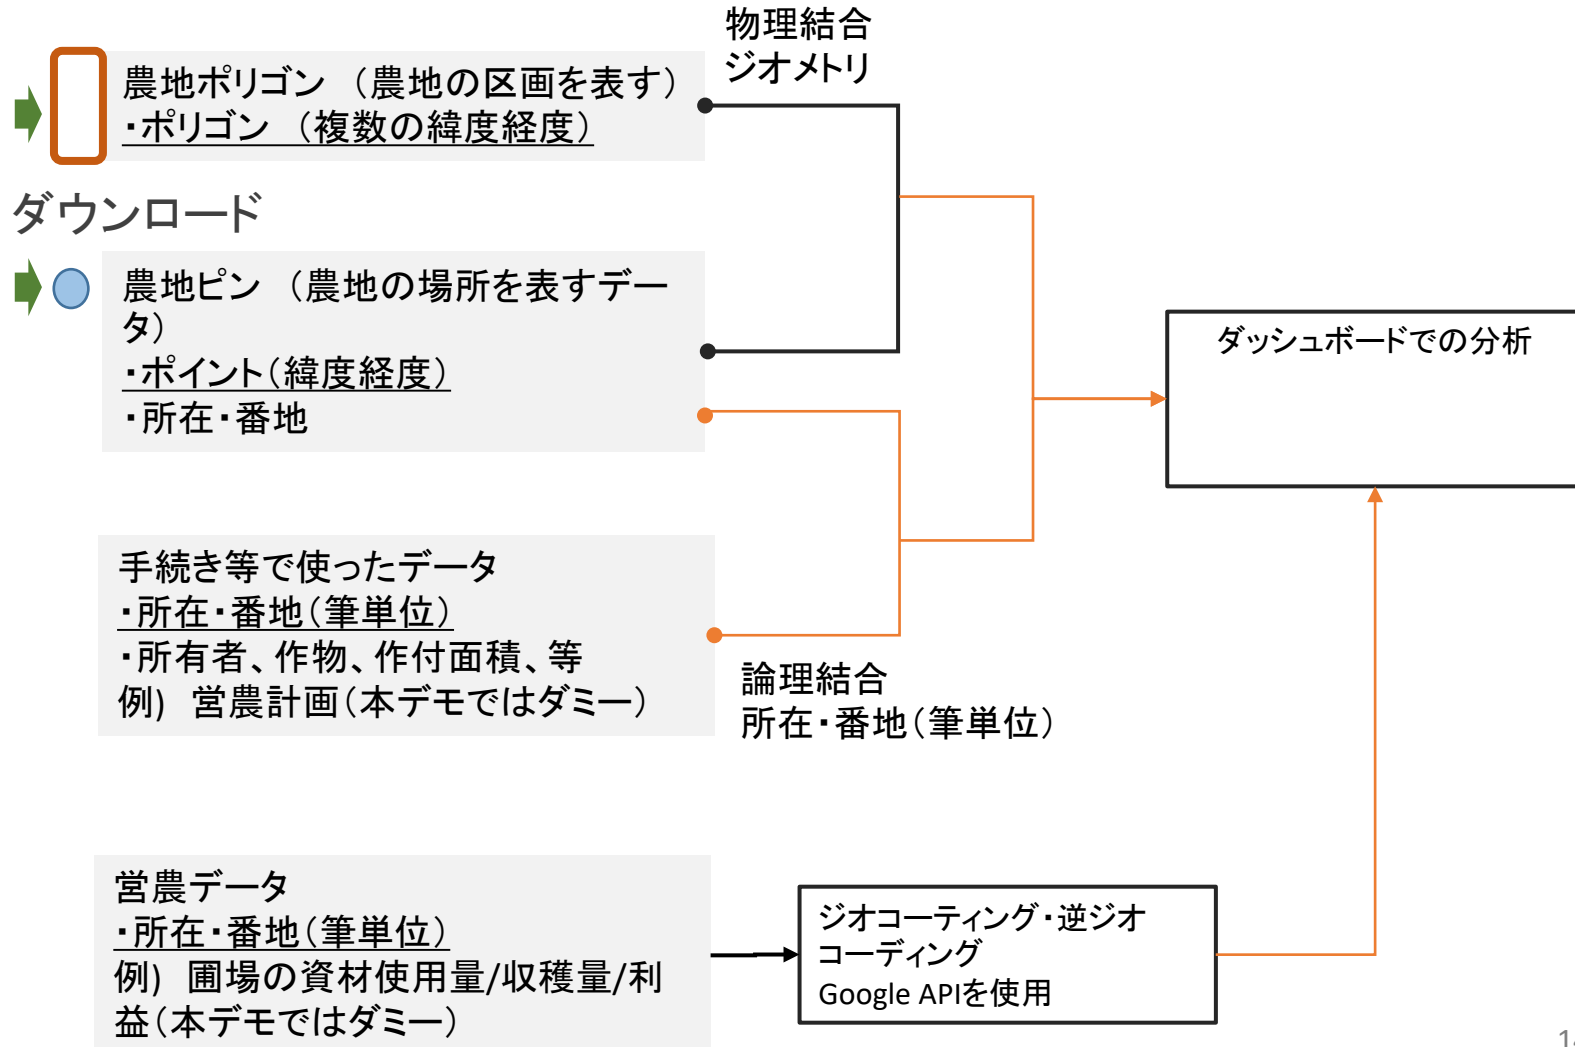 物理結合
ジオメトリ
農地ポリゴン （農地の区画を表す）
・ポリゴン （複数の緯度経度）
ダウンロード
農地ピン （農地の場所を表すデー
タ）
・ポイント（緯度経度）
・所在・番地
ダッシュボードでの分析
手続き等で使ったデータ
・所在・番地（筆単位）
・所有者、作物、作付面積、等
例) 営農計画（本デモではダミー）
論理結合
所在・番地（筆単位）
営農データ
・所在・番地（筆単位）
例) 圃場の資材使用量/収穫量/利
益（本デモではダミー）
ジオコーティング・逆ジオ
コーディング
Google APIを使用